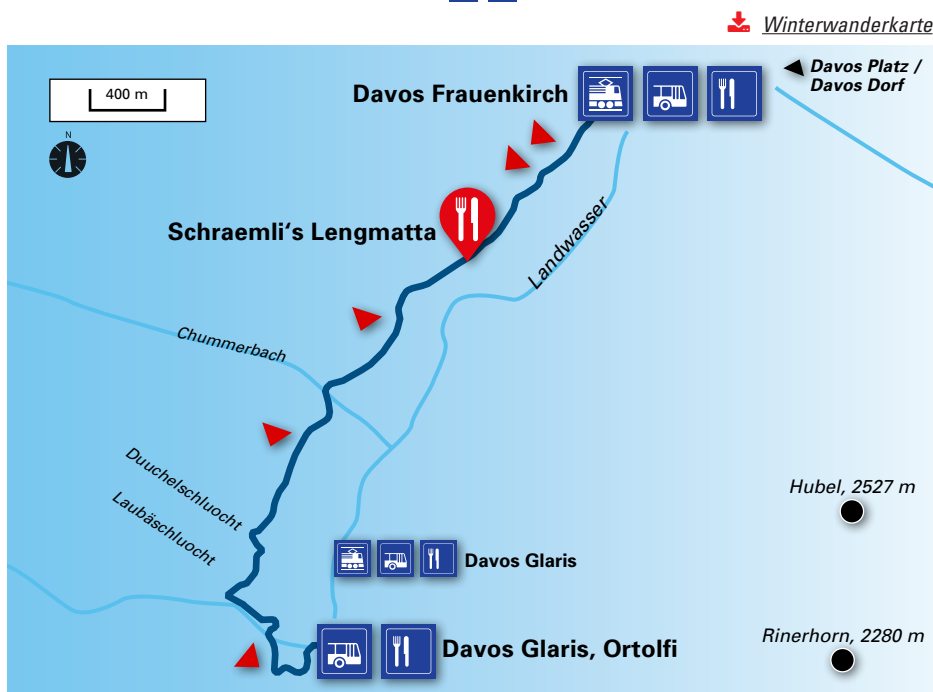 Winterwanderkarte
400 m
N
Davos Frauenkirch
Davos Platz /
Davos Dorf
Schraemli's Lengmatta
Landwasser
Chummerbach
Duuchelschluocht
Laubäschluocht
Hubel, 2527 m
Davos Glaris
Rinerhorn, 2280 m
Davos Glaris, Ortolfi